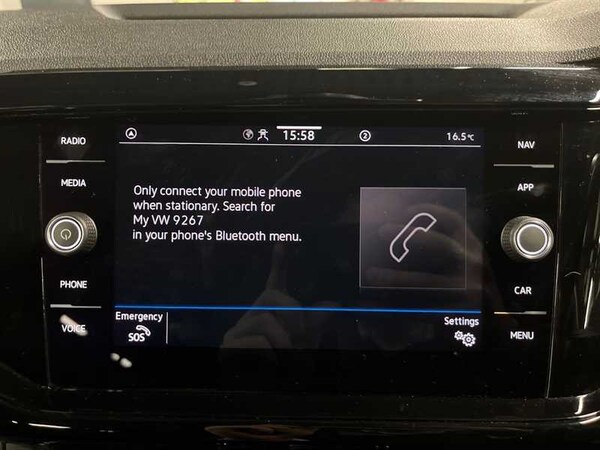 RADIO
MEDIA
PHONE
VOICE
A
15:58
2
16.5°C
Only connect your mobile phone
when stationary. Search for
My VW 9267
in your phone's Bluetooth menu.
Emergency
SOS
Settings
NAV
APP
CAR
MENU